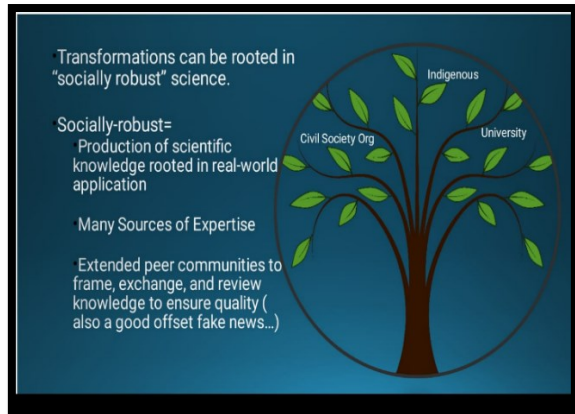 •Transformations can be rooted in
“socially robust” science.
•Socially-robust=
•Production of scientific
knowledge rooted in real-world
application
•Many Sources of Expertise
•Extended peer communities to
frame, exchange, and review
knowledge to ensure quality (
also a good offset fake news...)
Indigenous
Civil Society Org
University